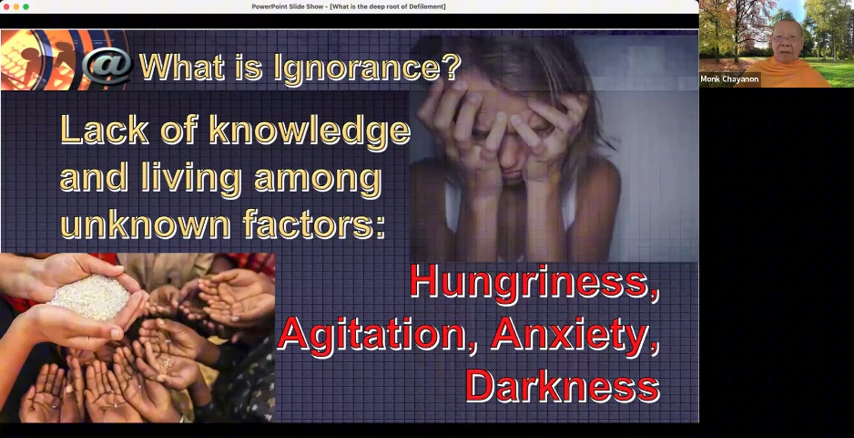 PowerPoint Slide Show - [What is the deep root of Defilement]
@ What is Ignorance?
Lack of knowledge
and living among
unknown factors:
Hungriness,
Agitation, Anxiety,
Darkness
Monk Chayanon